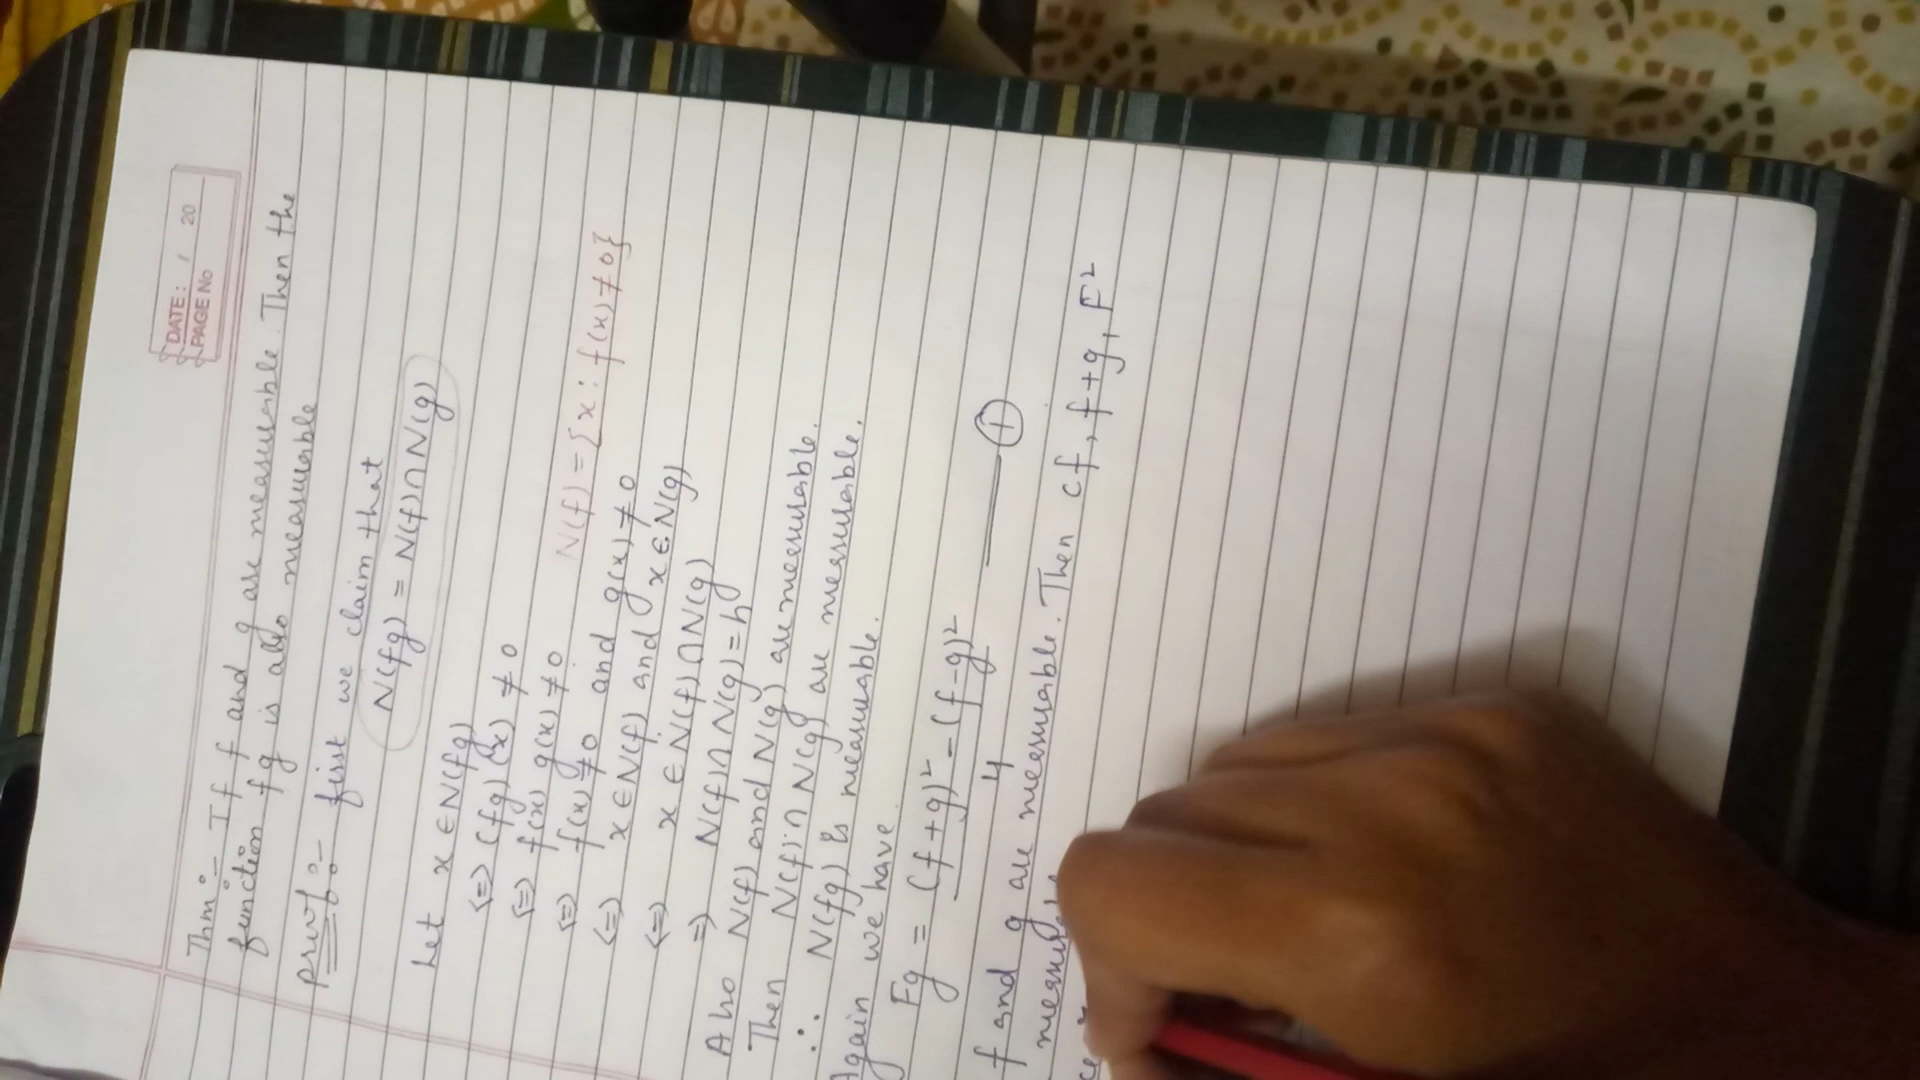 DATE: / / 20
PAGE No
Thm :- If f and g are measurable. Then the
function fg is also measurable
proof :- first we claim that
N(fg) = N(f) ∩ N(g)
Let x ∈ N(fg)
<=> (fg)(x) ≠ 0
<=> f(x) g(x) ≠ 0
N(f) = {x : f(x) ≠ 0}
<=> f(x) ≠ 0 and g(x) ≠ 0
<=> x ∈ N(f) and x ∈ N(g)
<=> x ∈ N(f) ∩ N(g)
=> N(f) ∩ N(g) = h
Also N(f) and N(g) are measurable.
Then N(f) ∩ N(g) are measurable.
∴ N(fg) is measurable.
Again we have
Fg = (f+g)² - (f-g)² / 4 —— ①
f and g are measurable. Then cf, f+g, F²